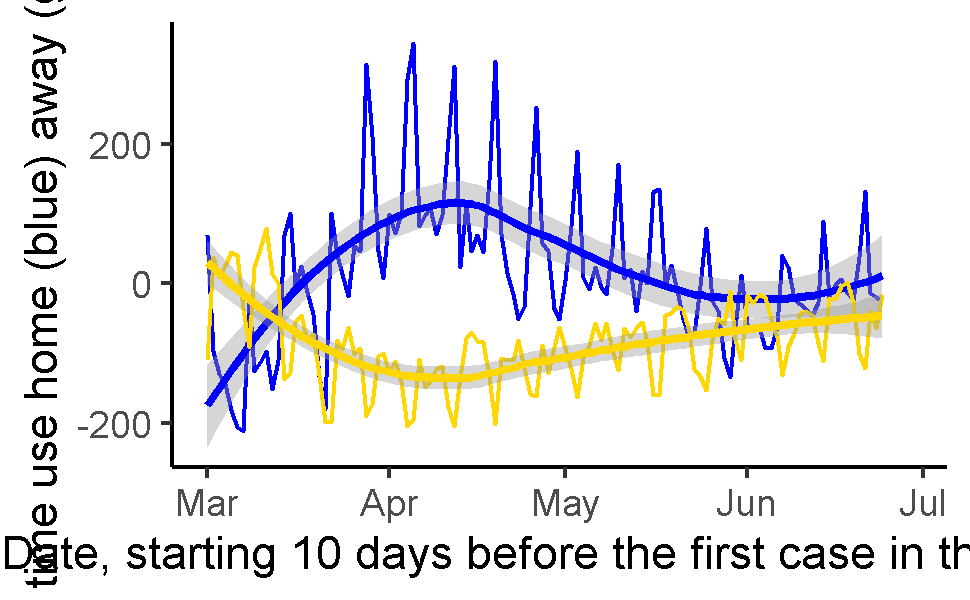 time use home (blue) away (
200
0
-200
Mar Apr May Jun Jul
Date, starting 10 days before the first case in th